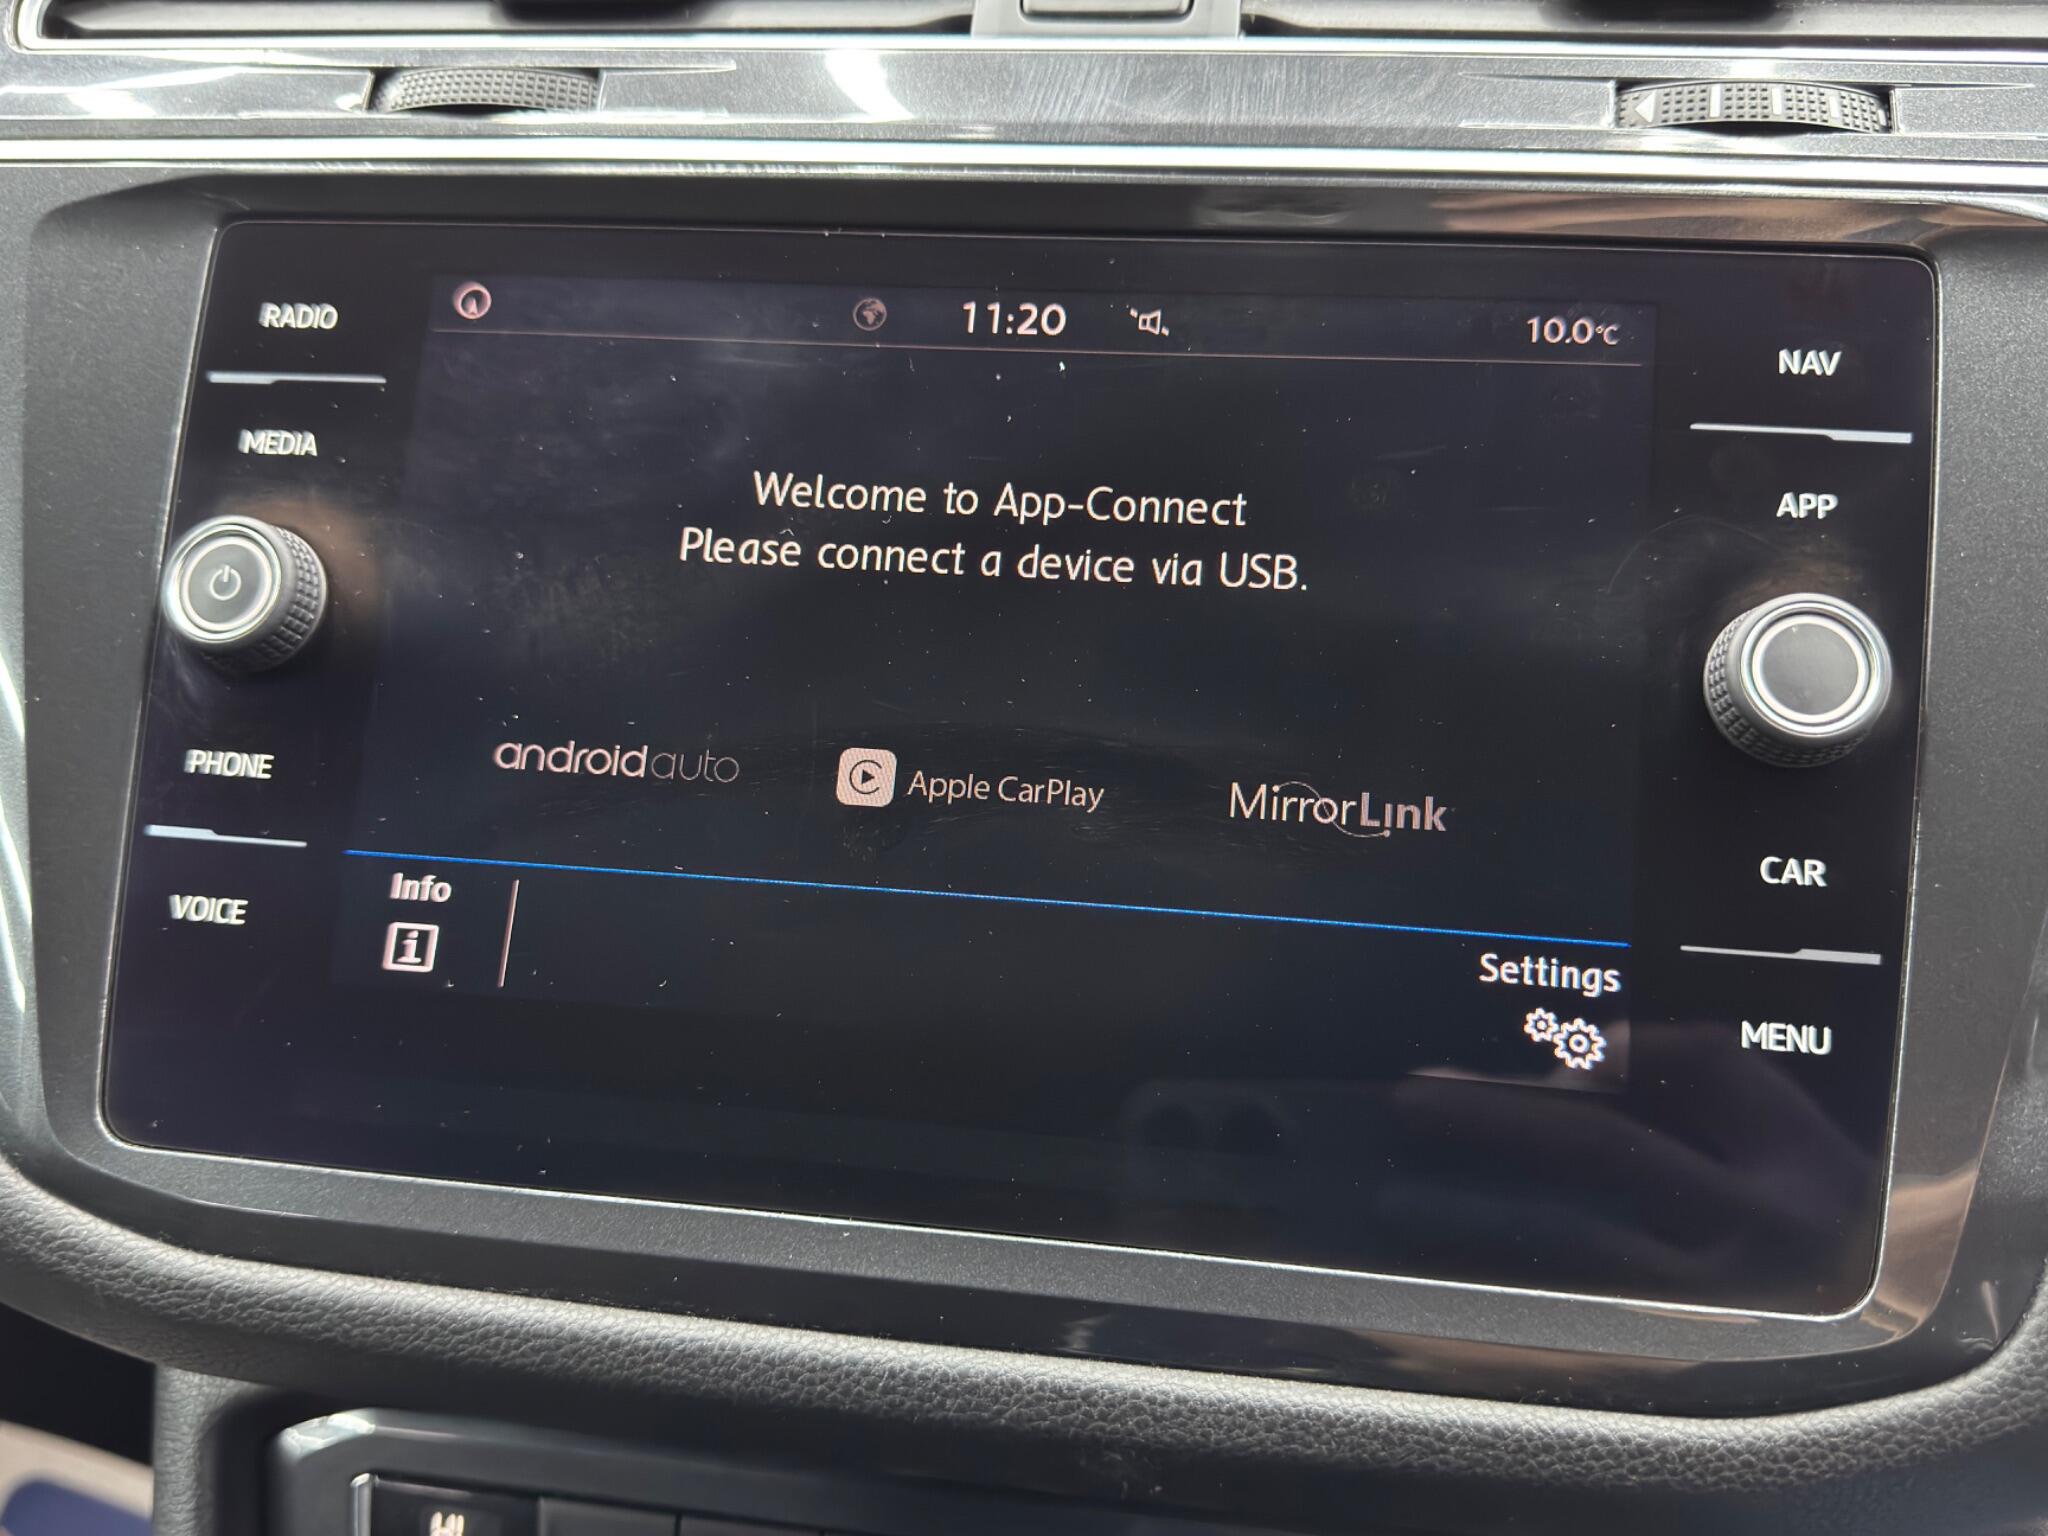 RADIO
MEDIA
PHONE
VOICE
11:20
10.0°C
Welcome to App-Connect
Please connect a device via USB.
androidauto
Apple CarPlay
MirrorLink
Info
i
Settings
NAV
APP
CAR
MENU